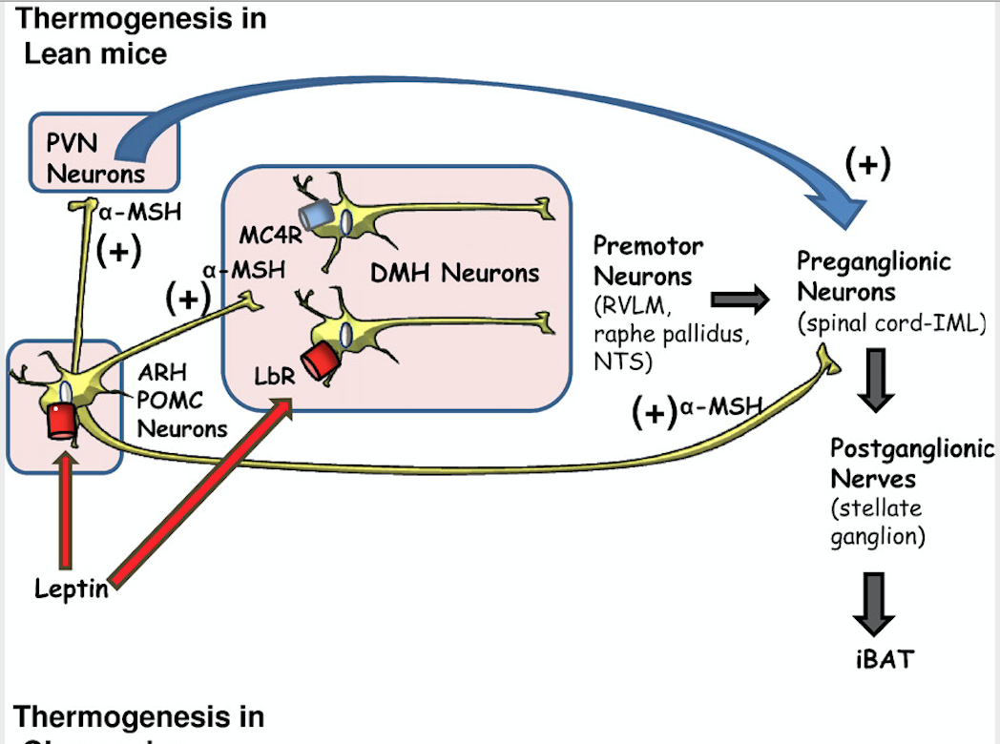 Thermogenesis in
Lean mice
PVN
Neurons
(+)
α-MSH
(+)
MC4R
α-MSH
(+)
DMH Neurons
LbR
Premotor
Neurons
(RVLM,
raphe pallidus,
NTS)
Preganglionic
Neurons
(spinal cord-IML)
ARH
POMC
Neurons
(+)α-MSH
Postganglionic
Nerves
(stellate
ganglion)
Leptin
iBAT
Thermogenesis in